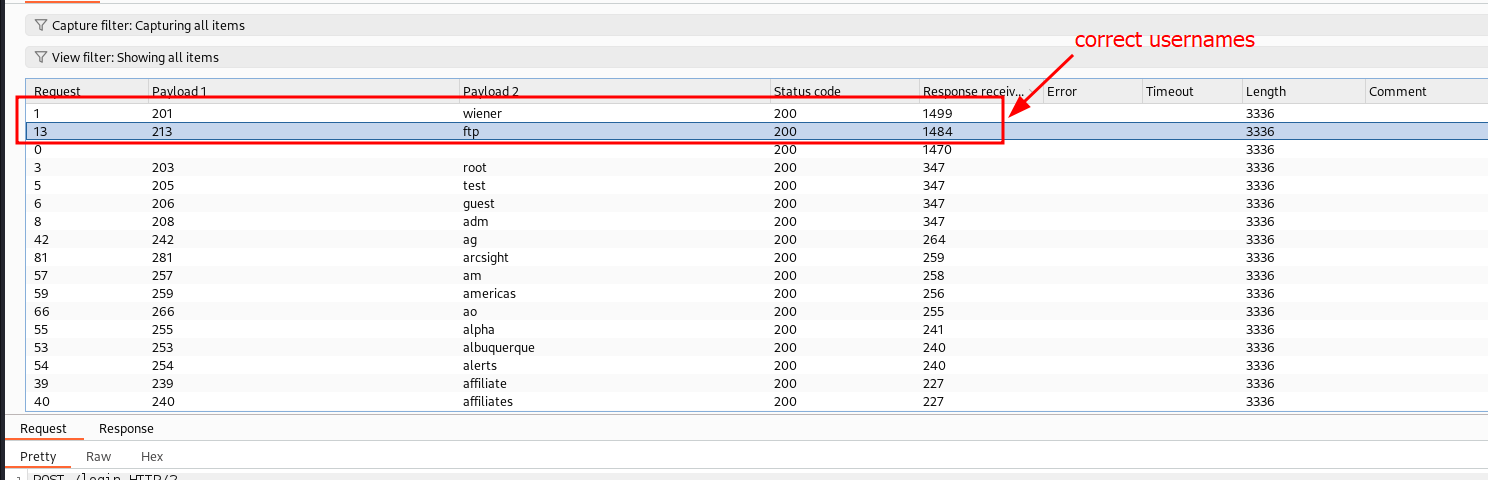 Capture filter: Capturing all items
correct usernames
View filter: Showing all items
Request Payload 1 Payload 2 Status code Response receiv... Error Timeout Length Comment
1 201 wiener 200 1499 3336
13 213 ftp 200 1484 3336
0 200 1470 3336
3 203 root 200 347 3336
5 205 test 200 347 3336
6 206 guest 200 347 3336
8 208 adm 200 347 3336
42 242 ag 200 264 3336
81 281 arcsight 200 259 3336
57 257 am 200 258 3336
59 259 americas 200 256 3336
66 266 ao 200 255 3336
55 255 alpha 200 241 3336
53 253 albuquerque 200 240 3336
54 254 alerts 200 240 3336
39 239 affiliate 200 227 3336
40 240 affiliates 200 227 3336
Request Response
Pretty Raw Hex
1 POST /login HTTP/2